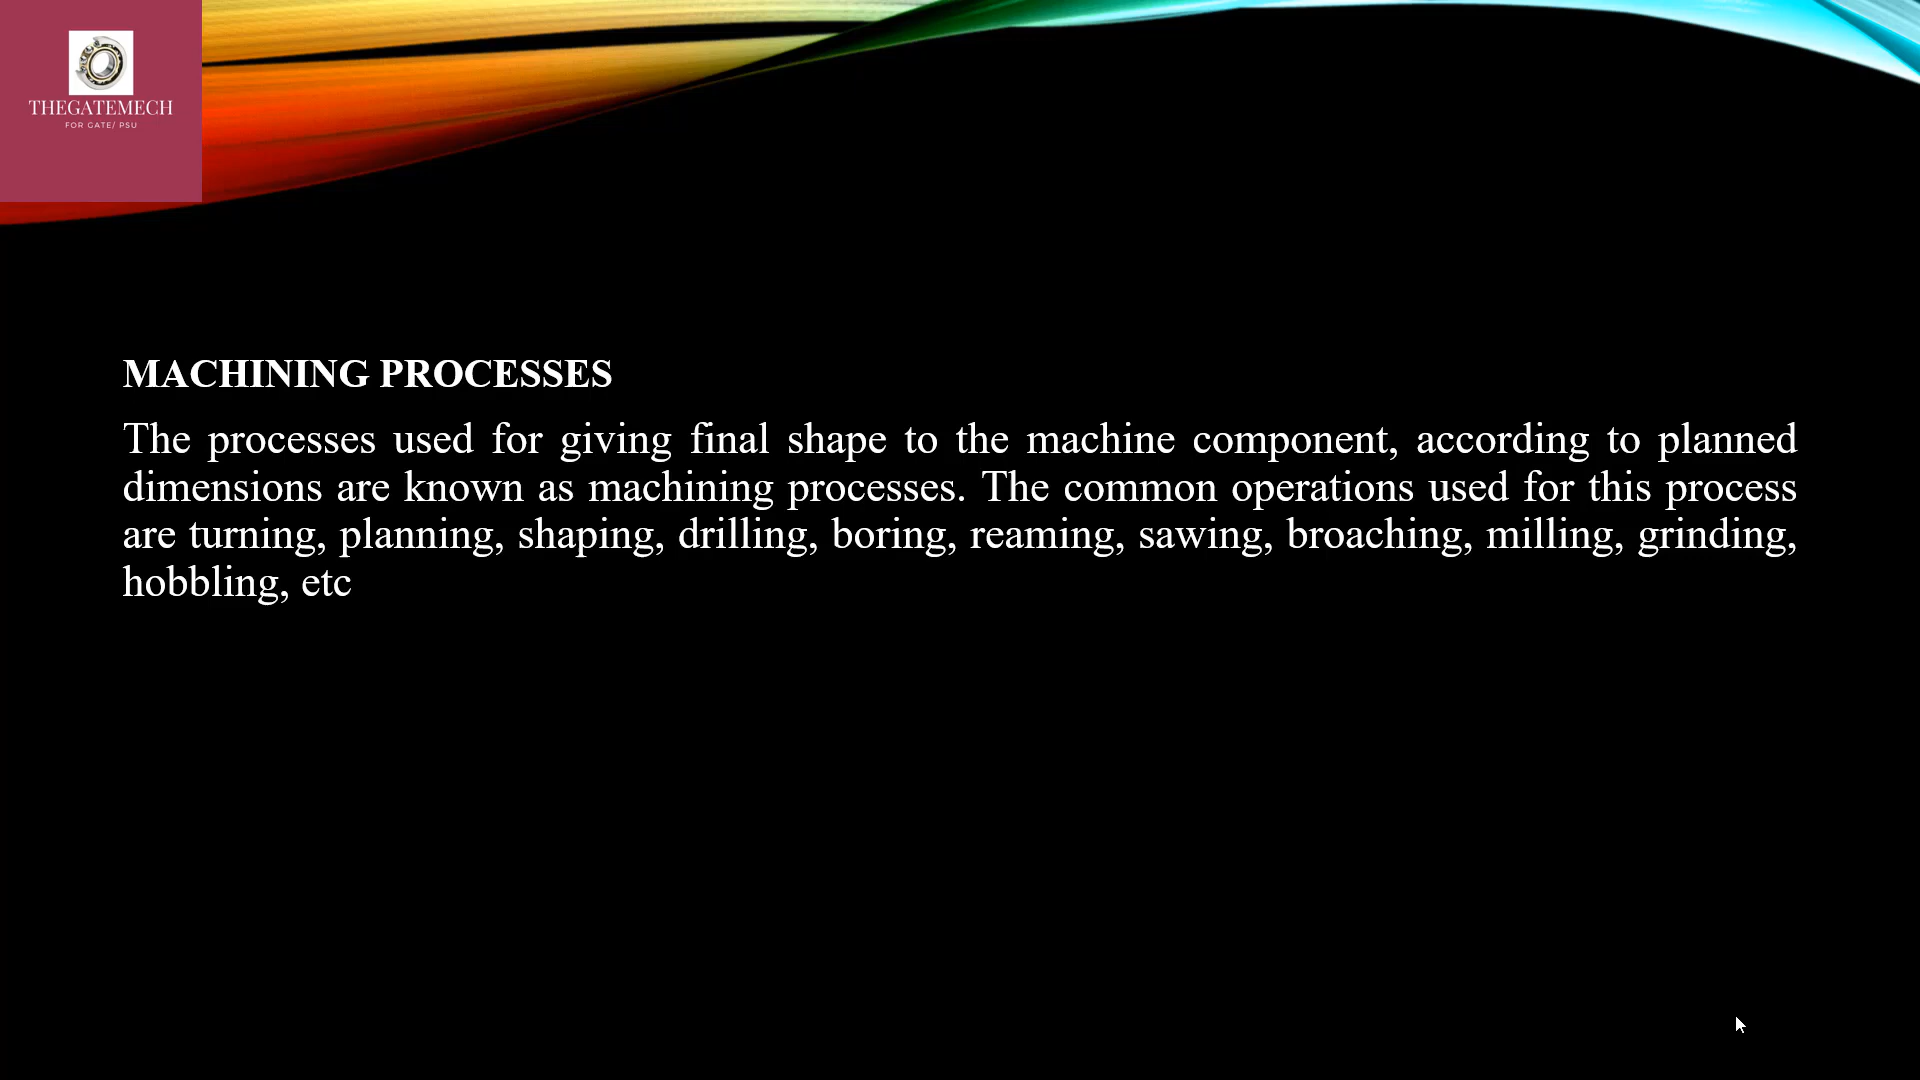 THEGATEMECH
FOR GATE/ PSU
MACHINING PROCESSES
The processes used for giving final shape to the machine component, according to planned
dimensions are known as machining processes. The common operations used for this process
are turning, planning, shaping, drilling, boring, reaming, sawing, broaching, milling, grinding,
hobbling, etc